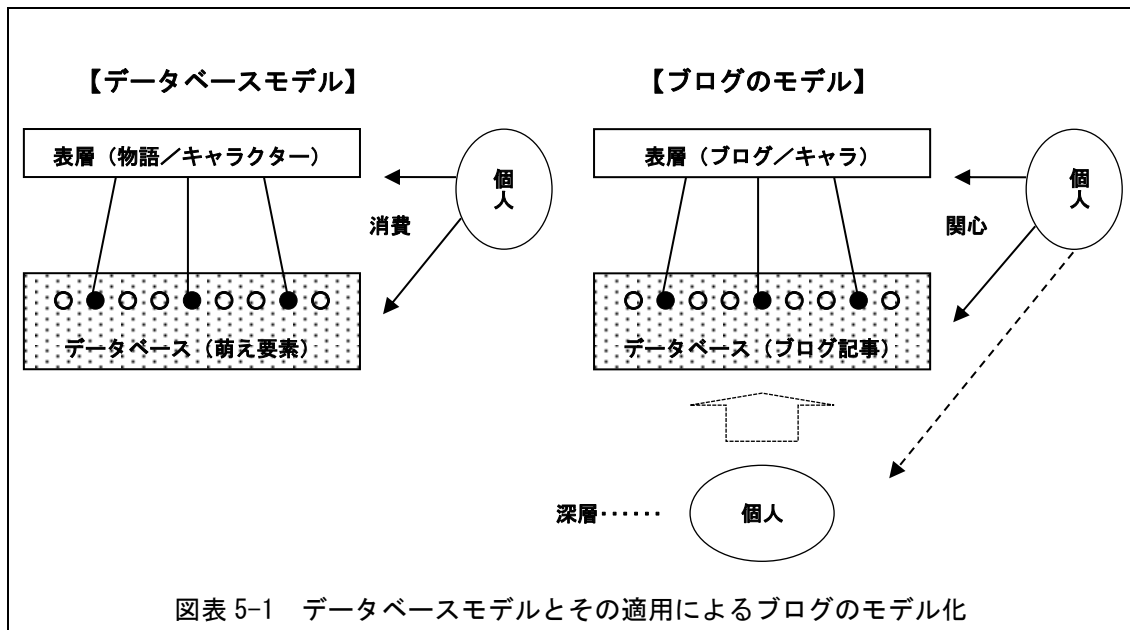 【データベースモデル】
表層（物語／キャラクター）
個人
消費
データベース（萌え要素）
【ブログのモデル】
表層（ブログ／キャラ）
個人
関心
データベース（ブログ記事）
深層‥‥‥
個人
図表 5-1　データベースモデルとその適用によるブログのモデル化